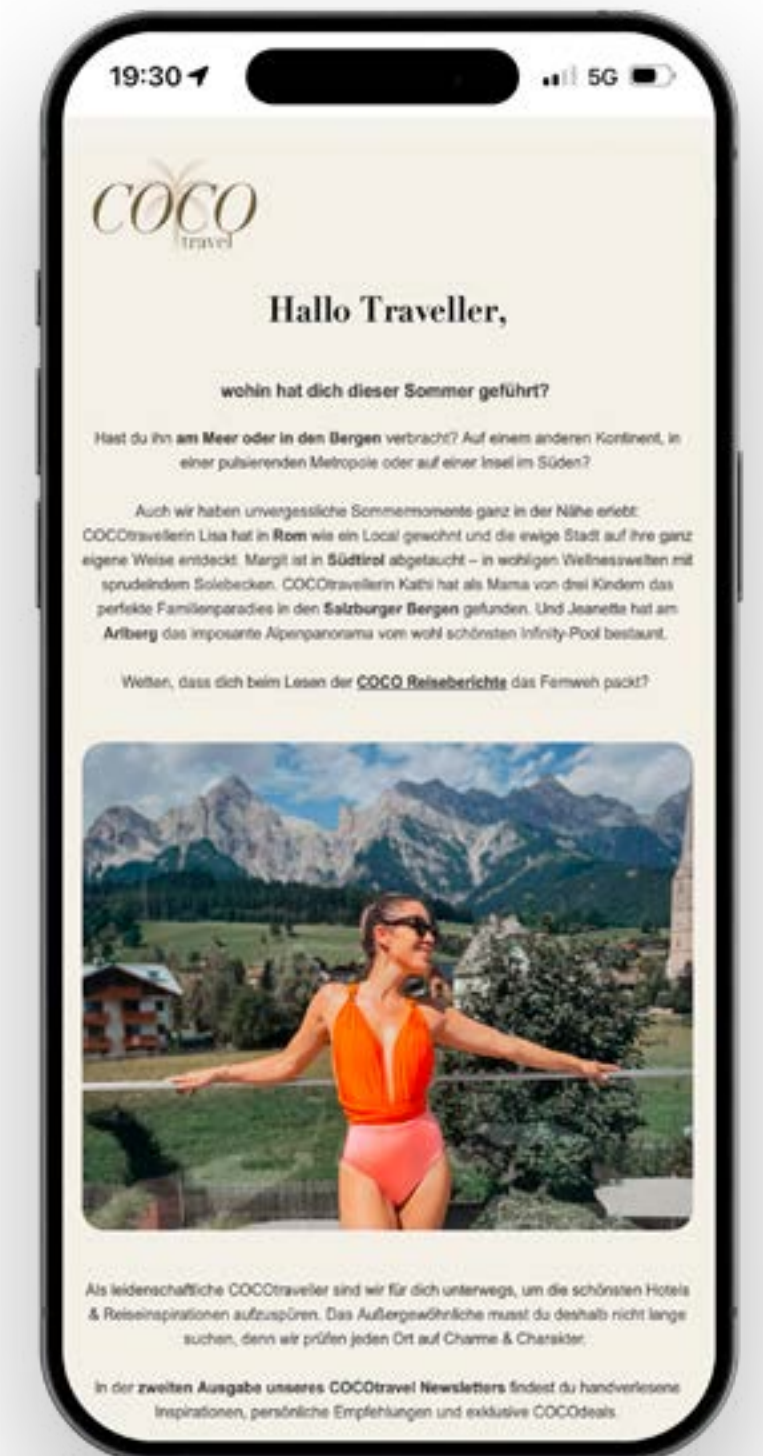 19:30
5G
COCO
travel
Hallo Traveller,
wohin hat dich dieser Sommer geführt?
Hast du ihn am Meer oder in den Bergen verbracht? Auf einem anderen Kontinent, in
einer pulsierenden Metropole oder auf einer Insel im Süden?
Auch wir haben unvergessliche Sommermomente ganz in der Nähe erlebt:
COCOtravellerin Lisa hat in Rom wie ein Local gewohnt und die ewige Stadt auf ihre ganz
eigene Weise entdeckt. Margit ist in Südtirol abgetaucht – in wohligen Wellnesswelten mit
sprudelndem Solebecken. COCOtravellerin Kathi hat als Mama von drei Kindern das
perfekte Familienparadies in den Salzburger Bergen gefunden. Und Jeanette hat am
Arlberg das imposante Alpenpanorama vom wohl schönsten Infinity-Pool bestaunt.
Wetten, dass dich beim Lesen der COCO Reiseberichte das Fernweh packt?
Als leidenschaftliche COCOtraveller sind wir für dich unterwegs, um die schönsten Hotels
& Reiseinspirationen aufzuspüren. Das Außergewöhnliche musst du deshalb nicht lange
suchen, denn wir prüfen jeden Ort auf Charme & Charakter.
In der zweiten Ausgabe unseres COCOtravel Newsletters findest du handverlesene
Inspirationen, persönliche Empfehlungen und exklusive COCOdeals.